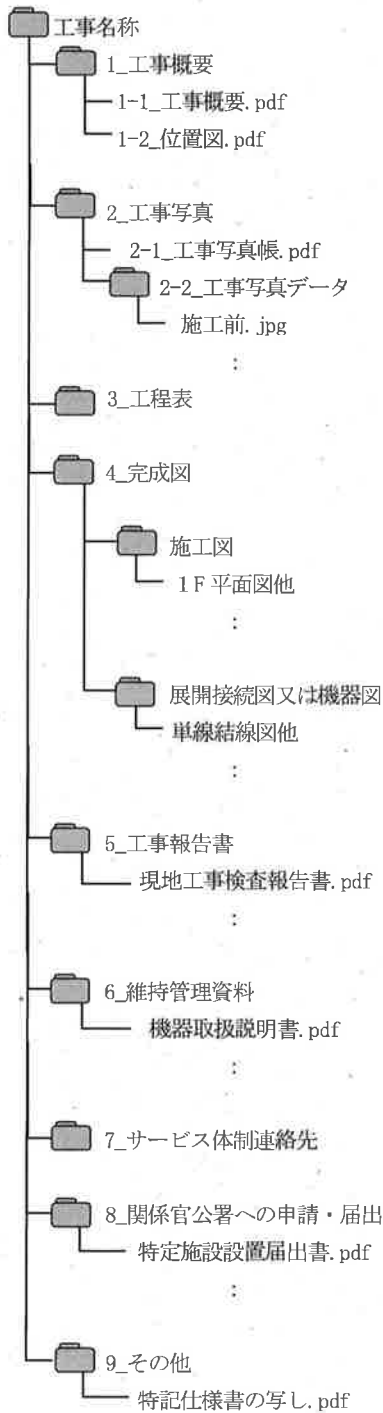 工事名称
1_工事概要
1-1_工事概要.pdf
1-2_位置図.pdf
2_工事写真
2-1_工事写真帳.pdf
2-2_工事写真データ
施工前.jpg
:
3_工程表
4_完成図
施工図
1F平面図他
:
展開接続図又は機器図
単線結線図他
:
5_工事報告書
現地工事検査報告書.pdf
:
6_維持管理資料
機器取扱説明書.pdf
:
7_サービス体制連絡先
8_関係官公署への申請・届出
特定施設設置届出書.pdf
:
9_その他
特記仕様書の写し.pdf